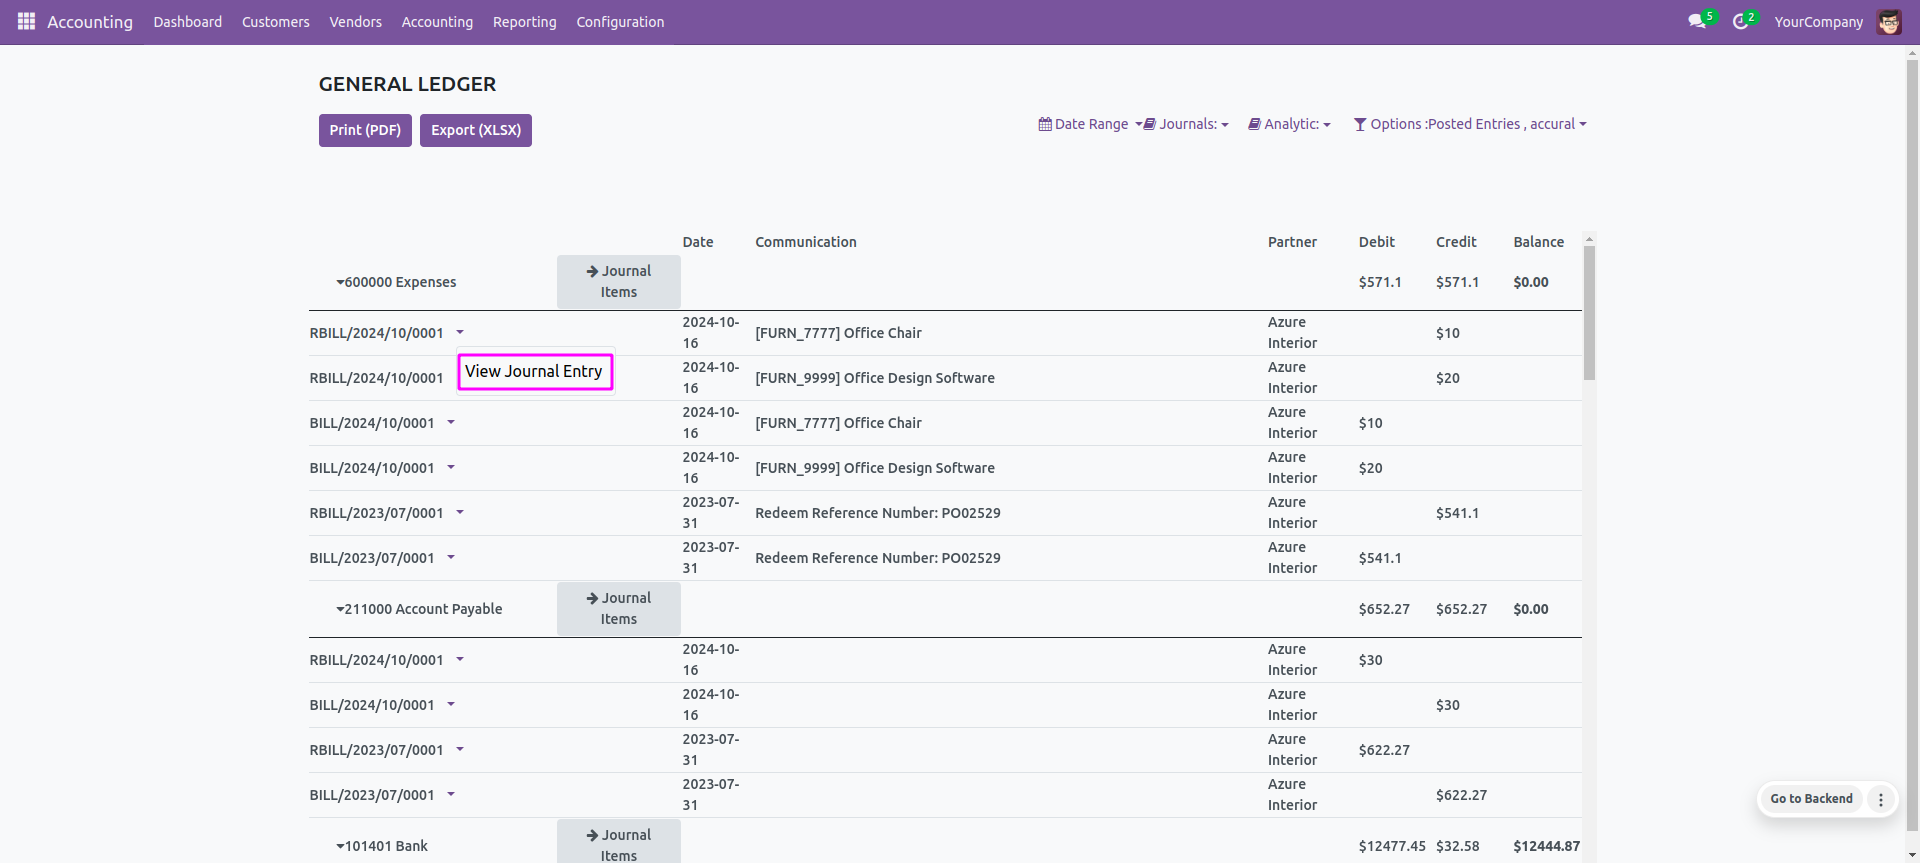 Accounting Dashboard Customers Vendors Accounting Reporting Configuration 5 2 YourCompany
GENERAL LEDGER
Print (PDF) Export (XLSX) Date Range Journals: Analytic: Options :Posted Entries , accural
Date Communication Partner Debit Credit Balance
600000 Expenses Journal Items $571.1 $571.1 $0.00
RBILL/2024/10/0001 2024-10-16 [FURN_7777] Office Chair Azure Interior $10
View Journal Entry
RBILL/2024/10/0001 2024-10-16 [FURN_9999] Office Design Software Azure Interior $20
BILL/2024/10/0001 2024-10-16 [FURN_7777] Office Chair Azure Interior $10
BILL/2024/10/0001 2024-10-16 [FURN_9999] Office Design Software Azure Interior $20
RBILL/2023/07/0001 2023-07-31 Redeem Reference Number: PO02529 Azure Interior $541.1
BILL/2023/07/0001 2023-07-31 Redeem Reference Number: PO02529 Azure Interior $541.1
211000 Account Payable Journal Items $652.27 $652.27 $0.00
RBILL/2024/10/0001 2024-10-16 Azure Interior $30
BILL/2024/10/0001 2024-10-16 Azure Interior $30
RBILL/2023/07/0001 2023-07-31 Azure Interior $622.27
BILL/2023/07/0001 2023-07-31 Azure Interior $622.27
Go to Backend
101401 Bank Journal Items $12477.45 $32.58 $12444.87